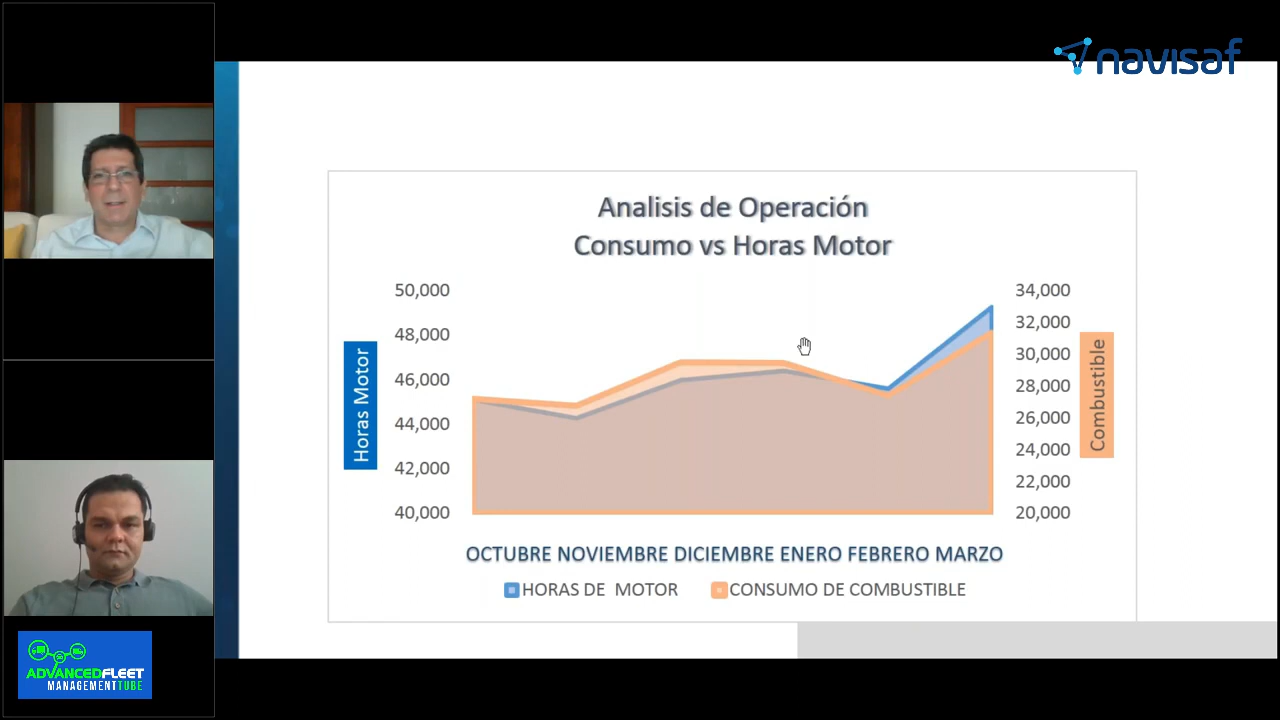 navisaf
Analisis de Operación
Consumo vs Horas Motor
50,000
48,000
46,000
44,000
42,000
40,000
Horas Motor
34,000
32,000
30,000
28,000
26,000
24,000
22,000
20,000
Combustible
OCTUBRE NOVIEMBRE DICIEMBRE ENERO FEBRERO MARZO
HORAS DE MOTOR
CONSUMO DE COMBUSTIBLE
ADVANCEDFLEET
MANAGEMENTTUBE